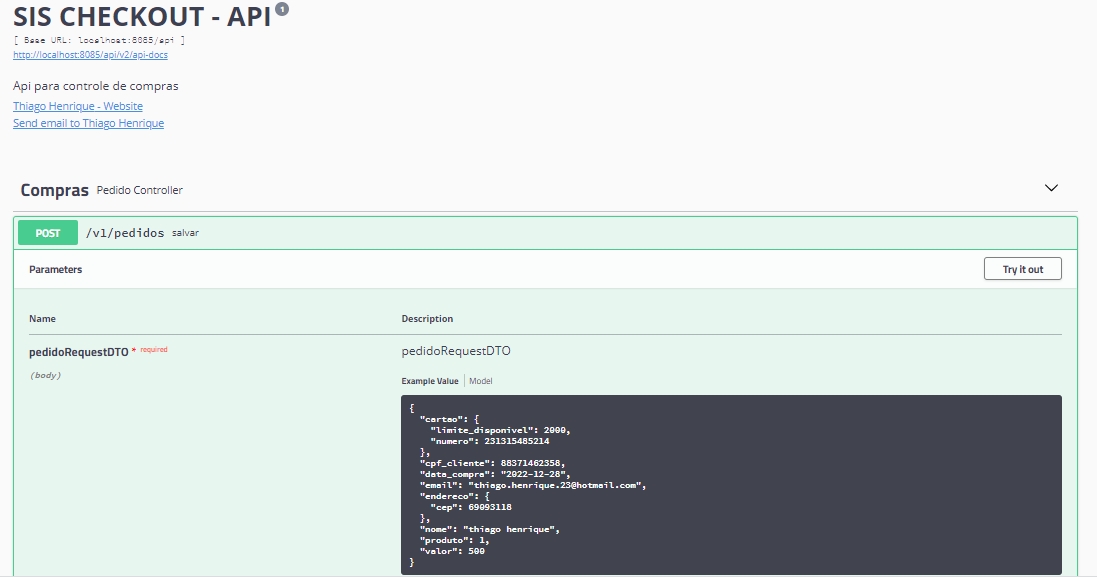 SIS CHECKOUT - API 1
[ Base URL: localhost:8085/api ]
http://localhost:8085/api/v2/api-docs
Api para controle de compras
Thiago Henrique - Website
Send email to Thiago Henrique
Compras Pedido Controller
POST /v1/pedidos salvar
Parameters Try it out
Name Description
pedidoRequestDTO * required pedidoRequestDTO
(body)
Example Value Model
{
"cartao": {
"limite_disponivel": 2000,
"numero": 231315485214
},
"cpf_cliente": 88371462358,
"data_compra": "2022-12-28",
"email": "thiago.henrique.23@hotmail.com",
"endereco": {
"cep": 69093118
},
"nome": "thiago henrique",
"produto": 1,
"valor": 500
}